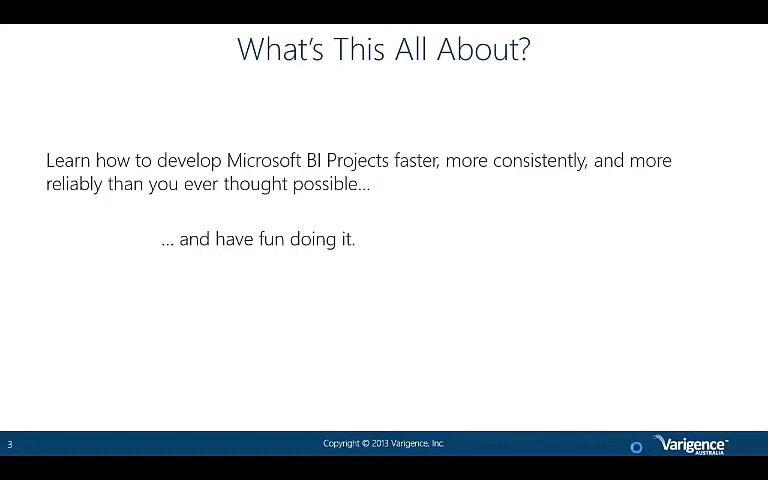 What's This All About?
Learn how to develop Microsoft BI Projects faster, more consistently, and more
reliably than you ever thought possible...
... and have fun doing it.
3
Copyright © 2013 Varigence, Inc.
Varigence™
AUSTRALIA